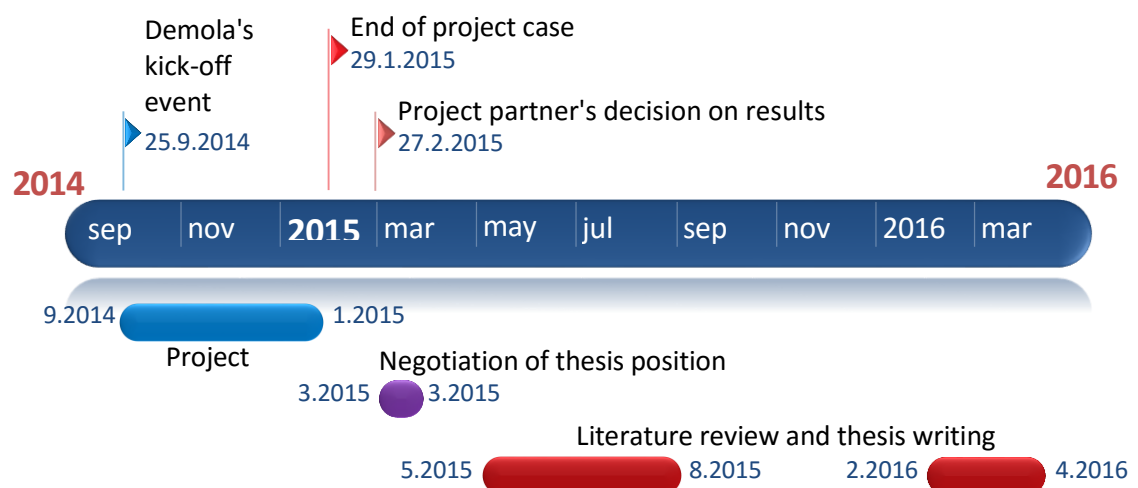 Demola's
kick-off
event
25.9.2014
End of project case
29.1.2015
Project partner's decision on results
27.2.2015
2014
2016
sep nov 2015 mar may jul sep nov 2016 mar
9.2014 1.2015
Project
Negotiation of thesis position
3.2015 3.2015
Literature review and thesis writing
5.2015 8.2015 2.2016 4.2016